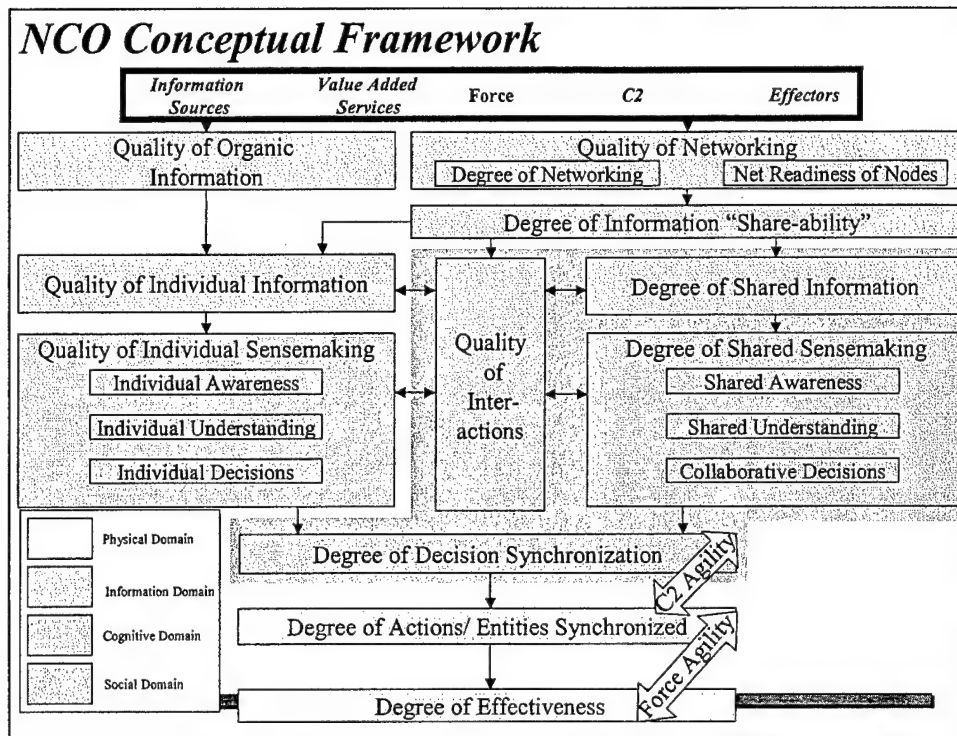 NCO Conceptual Framework
Information Sources
Value Added Services
Force
C2
Effectors
Quality of Organic
Information
Quality of Networking
Degree of Networking
Net Readiness of Nodes
Degree of Information “Share-ability”
Quality of Individual Information
Quality
of
Inter-
actions
Degree of Shared Information
Quality of Individual Sensemaking
Individual Awareness
Individual Understanding
Individual Decisions
Degree of Shared Sensemaking
Shared Awareness
Shared Understanding
Collaborative Decisions
Physical Domain
Information Domain
Cognitive Domain
Social Domain
Degree of Decision Synchronization
C2 Agility
Degree of Actions/ Entities Synchronized
Force Agility
Degree of Effectiveness